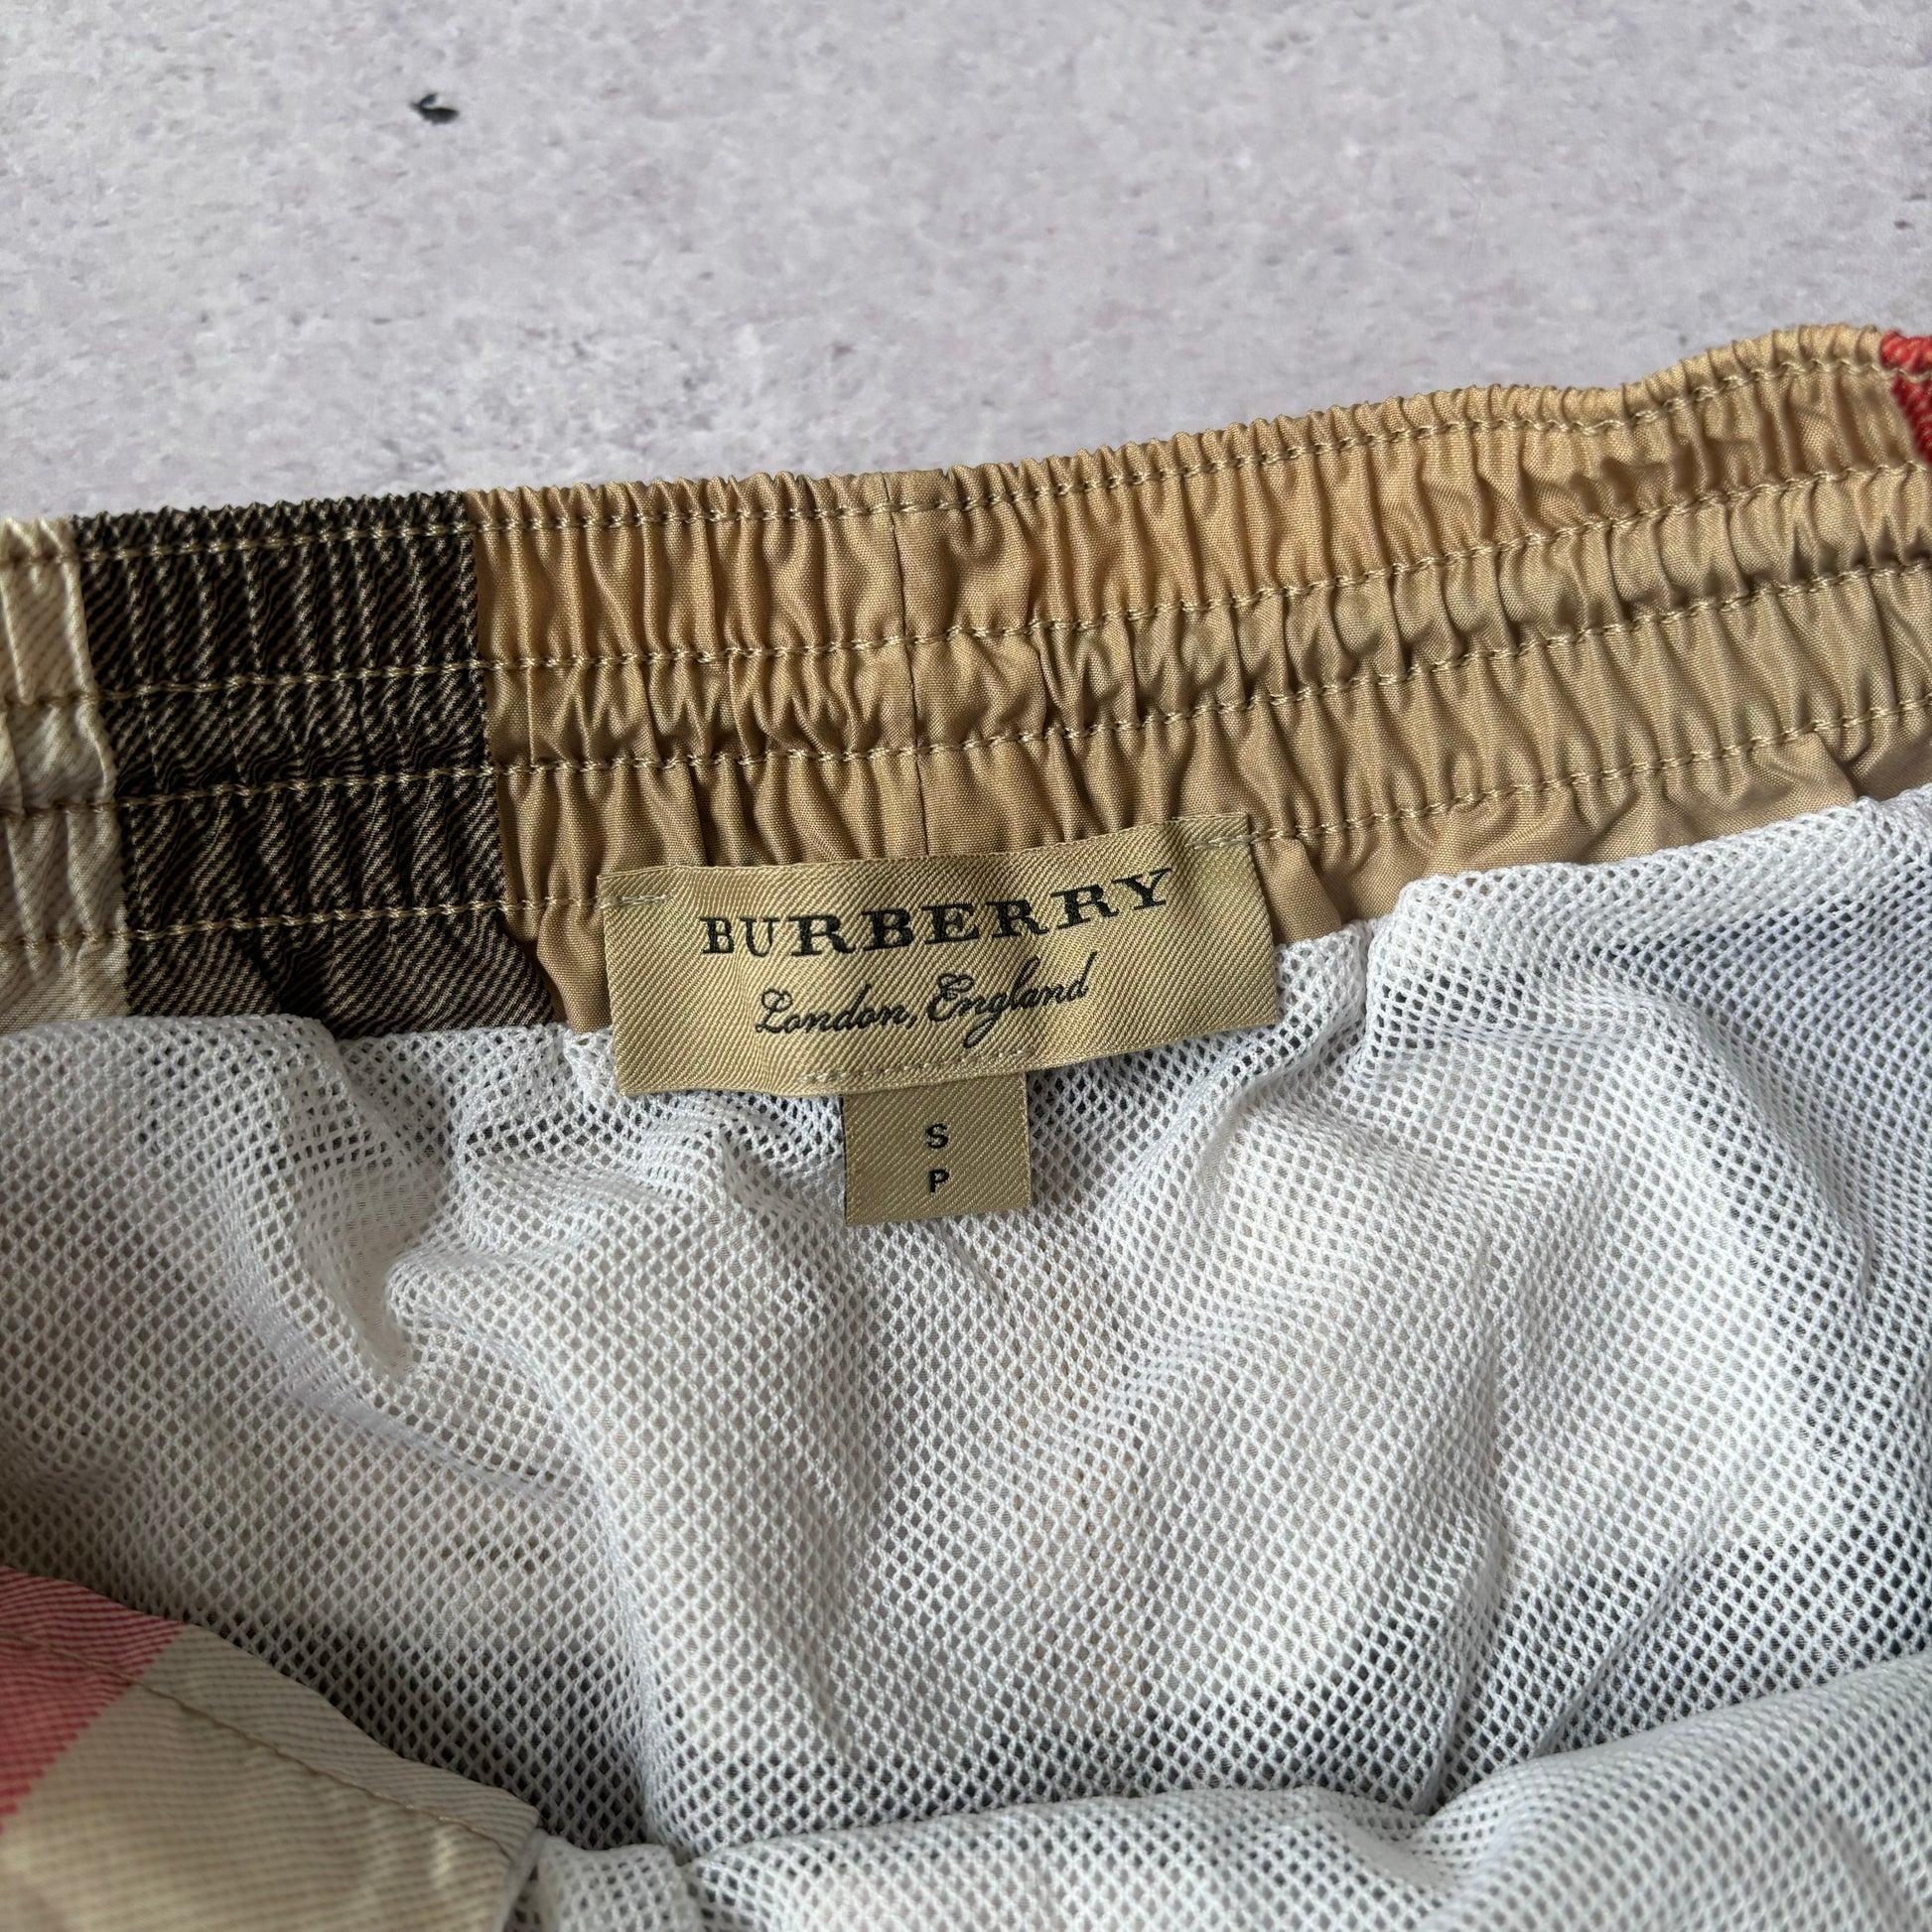 BURBERRY
London, England
S
P